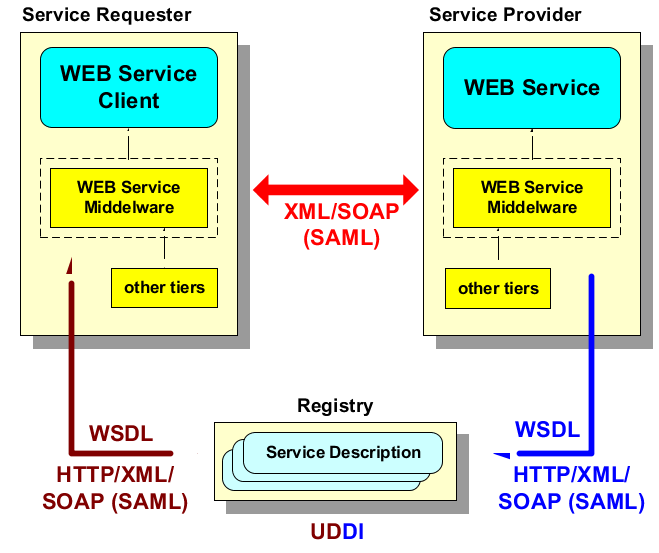 Service Requester
Service Provider
WEB Service
Client
WEB Service
WEB Service
Middelware
XML/SOAP
(SAML)
WEB Service
Middelware
other tiers
other tiers
Registry
WSDL
Service Description
WSDL
HTTP/XML/
SOAP (SAML)
HTTP/XML/
SOAP (SAML)
UDDI